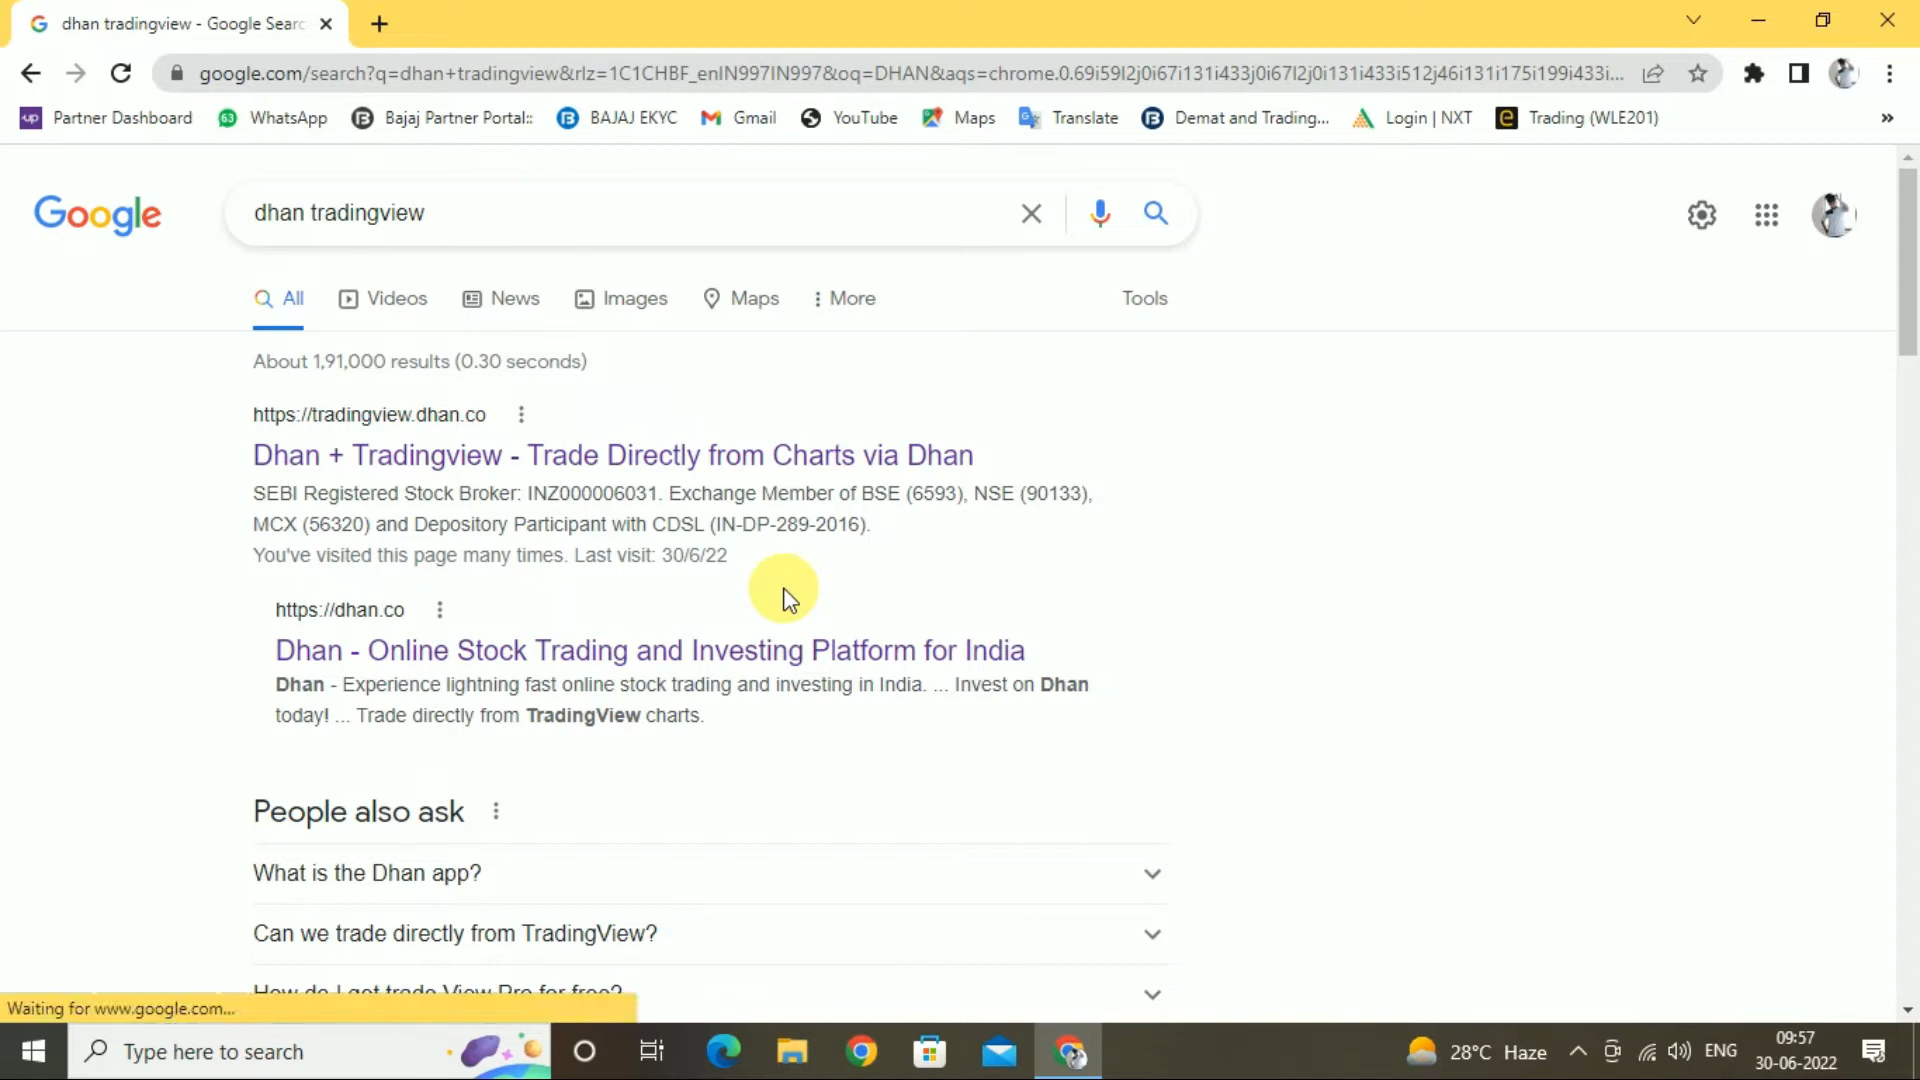 dhan tradingview - Google Searc
google.com/search?q=dhan+tradingview&rlz=1C1CHBF_enIN997IN997&oq=DHAN&aqs=chrome.0.69i59l2j0i67i131i433j0i67l2j0i131i433i512j46i131i175i199i433i...
Partner Dashboard WhatsApp Bajaj Partner Portal:: BAJAJ EKYC Gmail YouTube Maps Translate Demat and Trading... Login | NXT Trading (WLE201)
Google dhan tradingview
All Videos News Images Maps More Tools
About 1,91,000 results (0.30 seconds)
https://tradingview.dhan.co
Dhan + Tradingview - Trade Directly from Charts via Dhan
SEBI Registered Stock Broker: INZ000006031. Exchange Member of BSE (6593), NSE (90133),
MCX (56320) and Depository Participant with CDSL (IN-DP-289-2016).
You've visited this page many times. Last visit: 30/6/22
https://dhan.co
Dhan - Online Stock Trading and Investing Platform for India
Dhan - Experience lightning fast online stock trading and investing in India. ... Invest on Dhan
today! ... Trade directly from TradingView charts.
People also ask
What is the Dhan app?
Can we trade directly from TradingView?
How do I get trade View Pro for free?
Waiting for www.google.com...
Type here to search 28°C Haze ENG 09:57
30-06-2022